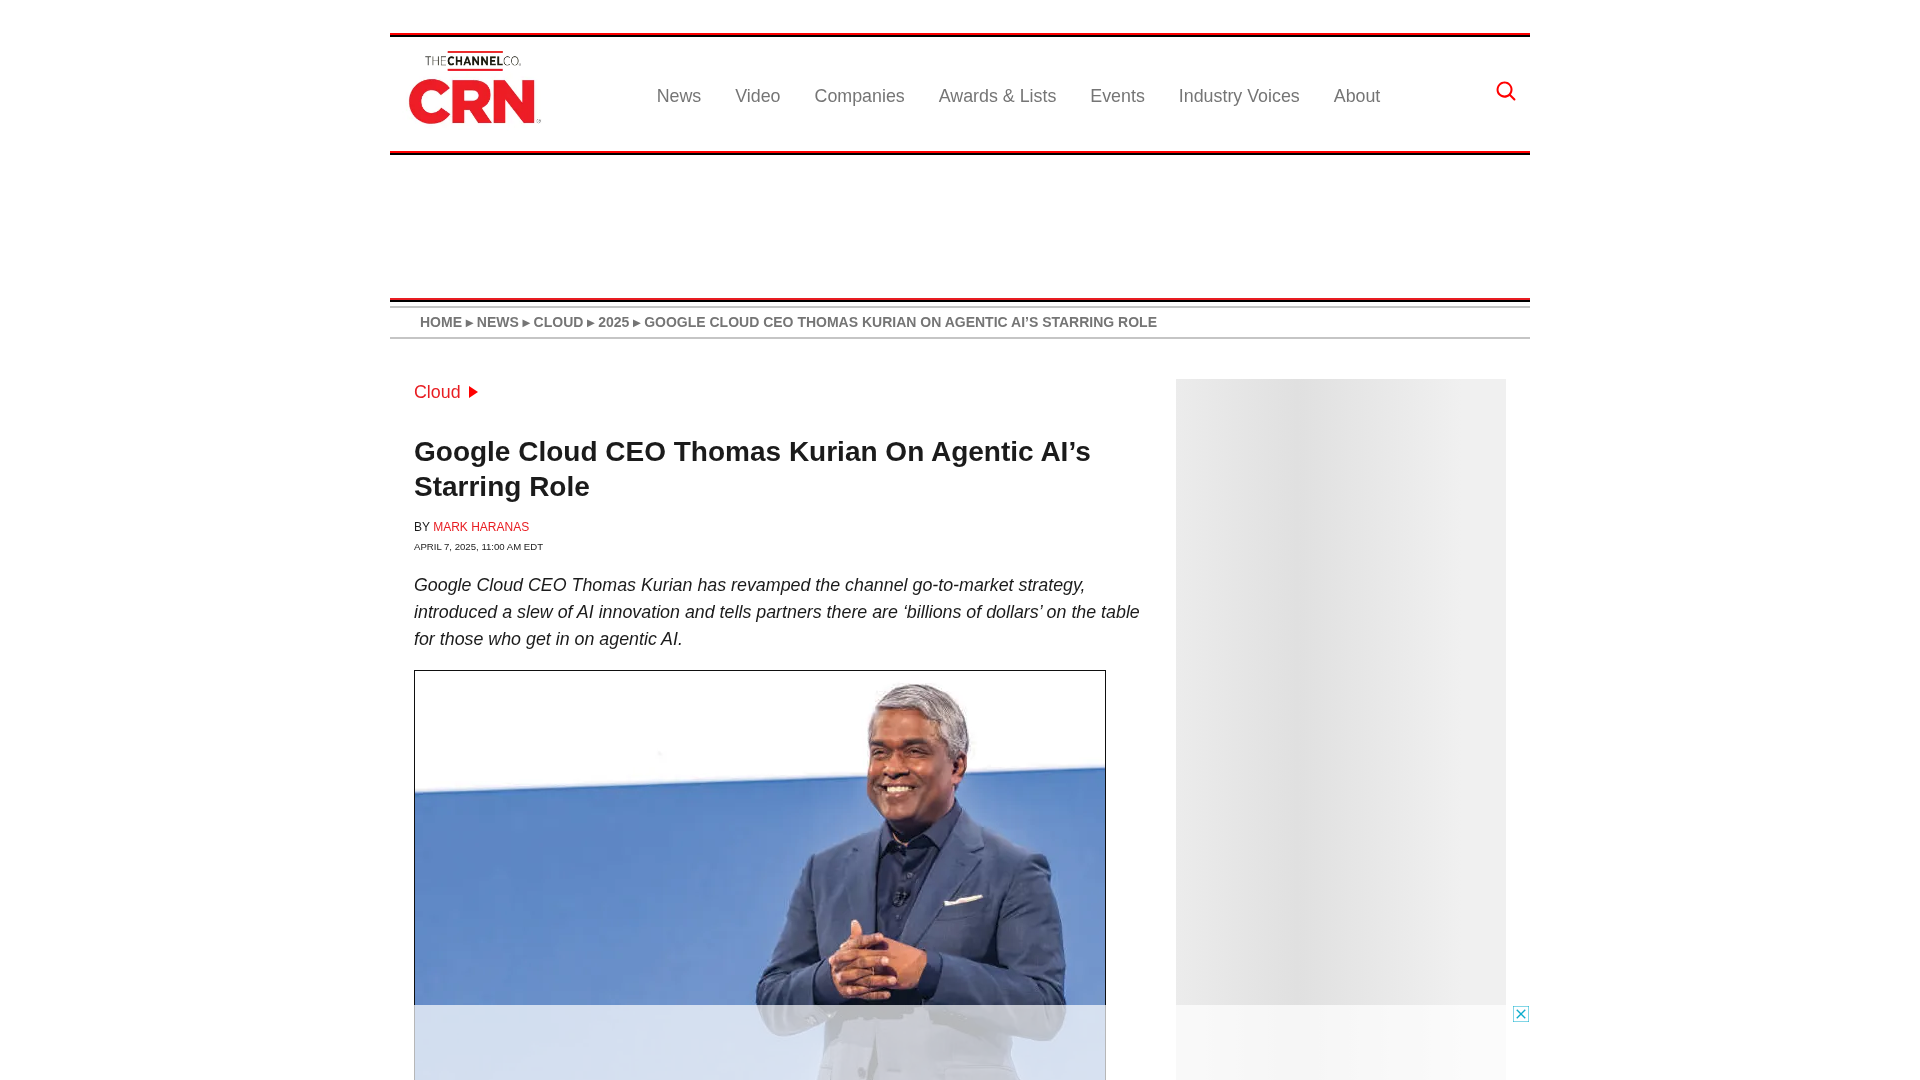 THECHANNELCO.
CRN
News Video Companies Awards & Lists Events Industry Voices About
HOME ▸ NEWS ▸ CLOUD ▸ 2025 ▸ GOOGLE CLOUD CEO THOMAS KURIAN ON AGENTIC AI’S STARRING ROLE
Cloud
Google Cloud CEO Thomas Kurian On Agentic AI’s
Starring Role
BY MARK HARANAS
APRIL 7, 2025, 11:00 AM EDT
Google Cloud CEO Thomas Kurian has revamped the channel go-to-market strategy,
introduced a slew of AI innovation and tells partners there are ‘billions of dollars’ on the table
for those who get in on agentic AI.